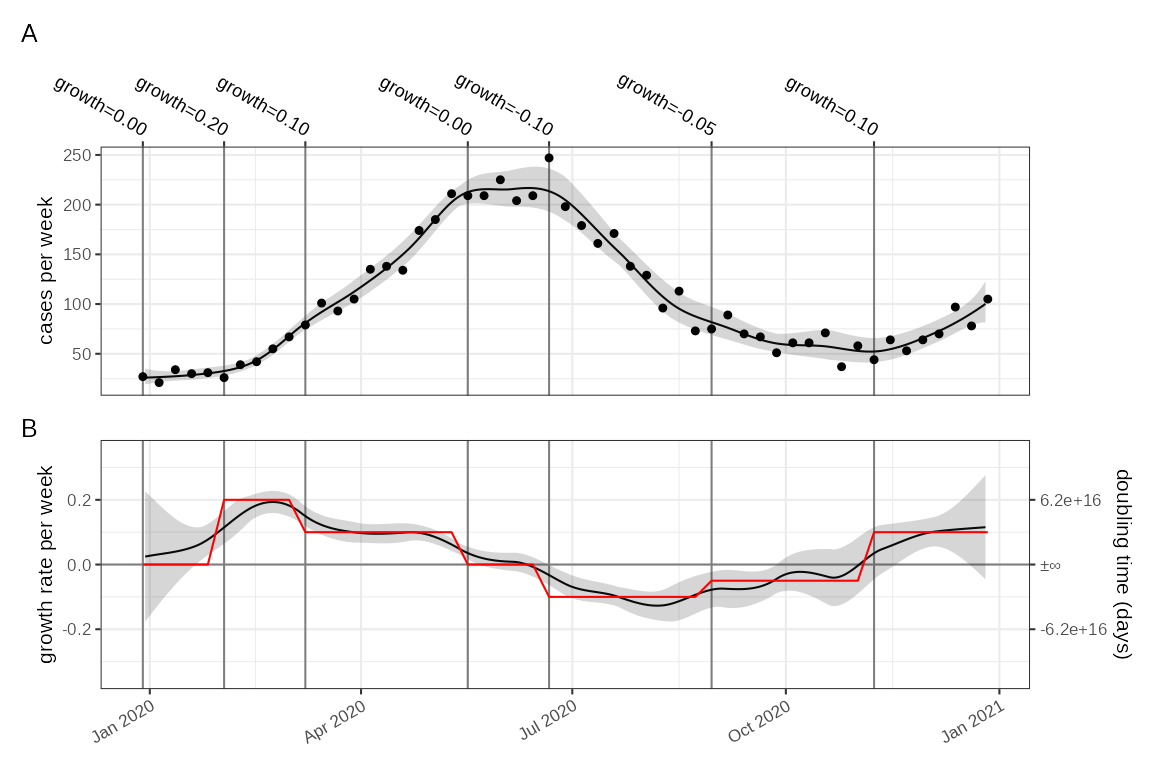 A
growth=0.00
growth=0.20
growth=0.10
growth=0.00
growth=-0.10
growth=-0.05
growth=0.10
cases per week
250
200
150
100
50
B
growth rate per week
0.2
0.0
-0.2
6.2e+16
±∞
-6.2e+16
doubling time (days)
Jan 2020
Apr 2020
Jul 2020
Oct 2020
Jan 2021